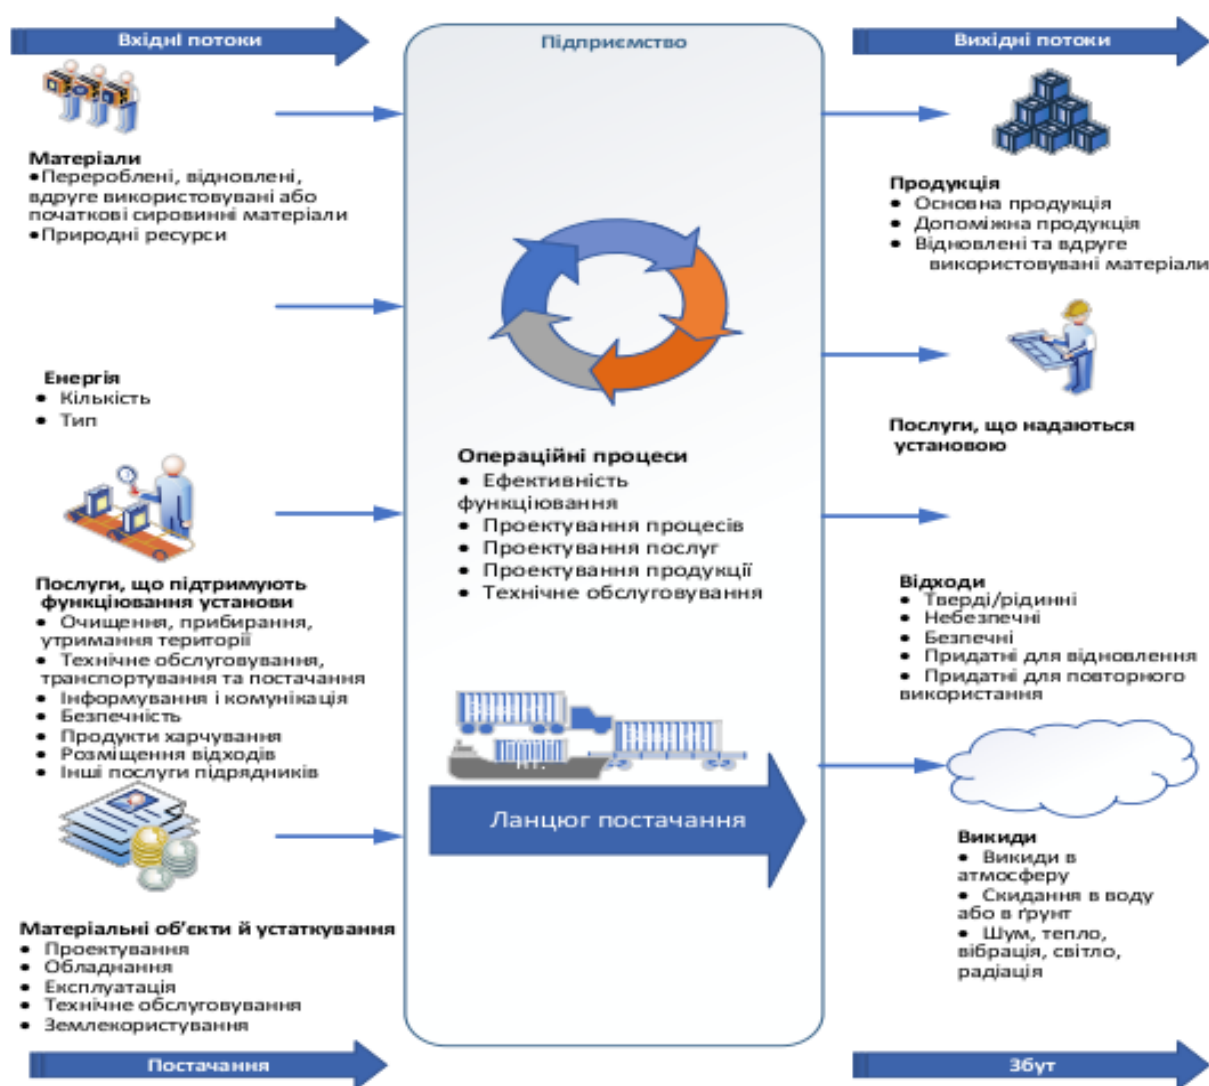 Вхідні потоки
Матеріали
•Перероблені, відновлені,
вдруге використовувані або
початкові сировинні матеріали
•Природні ресурси
Енергія
• Кількість
• Тип
Послуги, що підтримують
функціювання установи
• Очищення, прибирання,
утримання території
• Технічне обслуговування,
транспортування та постачання
• Інформування і комунікація
• Безпечність
• Продукти харчування
• Розміщення відходів
• Інші послуги підрядників
Матеріальні об’єкти й устаткування
• Проектування
• Обладнання
• Експлуатація
• Технічне обслуговування
• Землекористування
Постачання
Підприємство
Операційні процеси
• Ефективність
функціювання
• Проектування процесів
• Проектування послуг
• Проектування продукції
• Технічне обслуговування
Ланцюг постачання
Вихідні потоки
Продукція
• Основна продукція
• Допоміжна продукція
• Відновлені та вдруге
використовувані матеріали
Послуги, що надаються
установою
Відходи
• Тверді/рідинні
• Небезпечні
• Безпечні
• Придатні для відновлення
• Придатні для повторного
використання
Викиди
• Викиди в
атмосферу
• Скидання в воду
або в ґрунт
• Шум, тепло,
вібрація, світло,
радіація
Збут